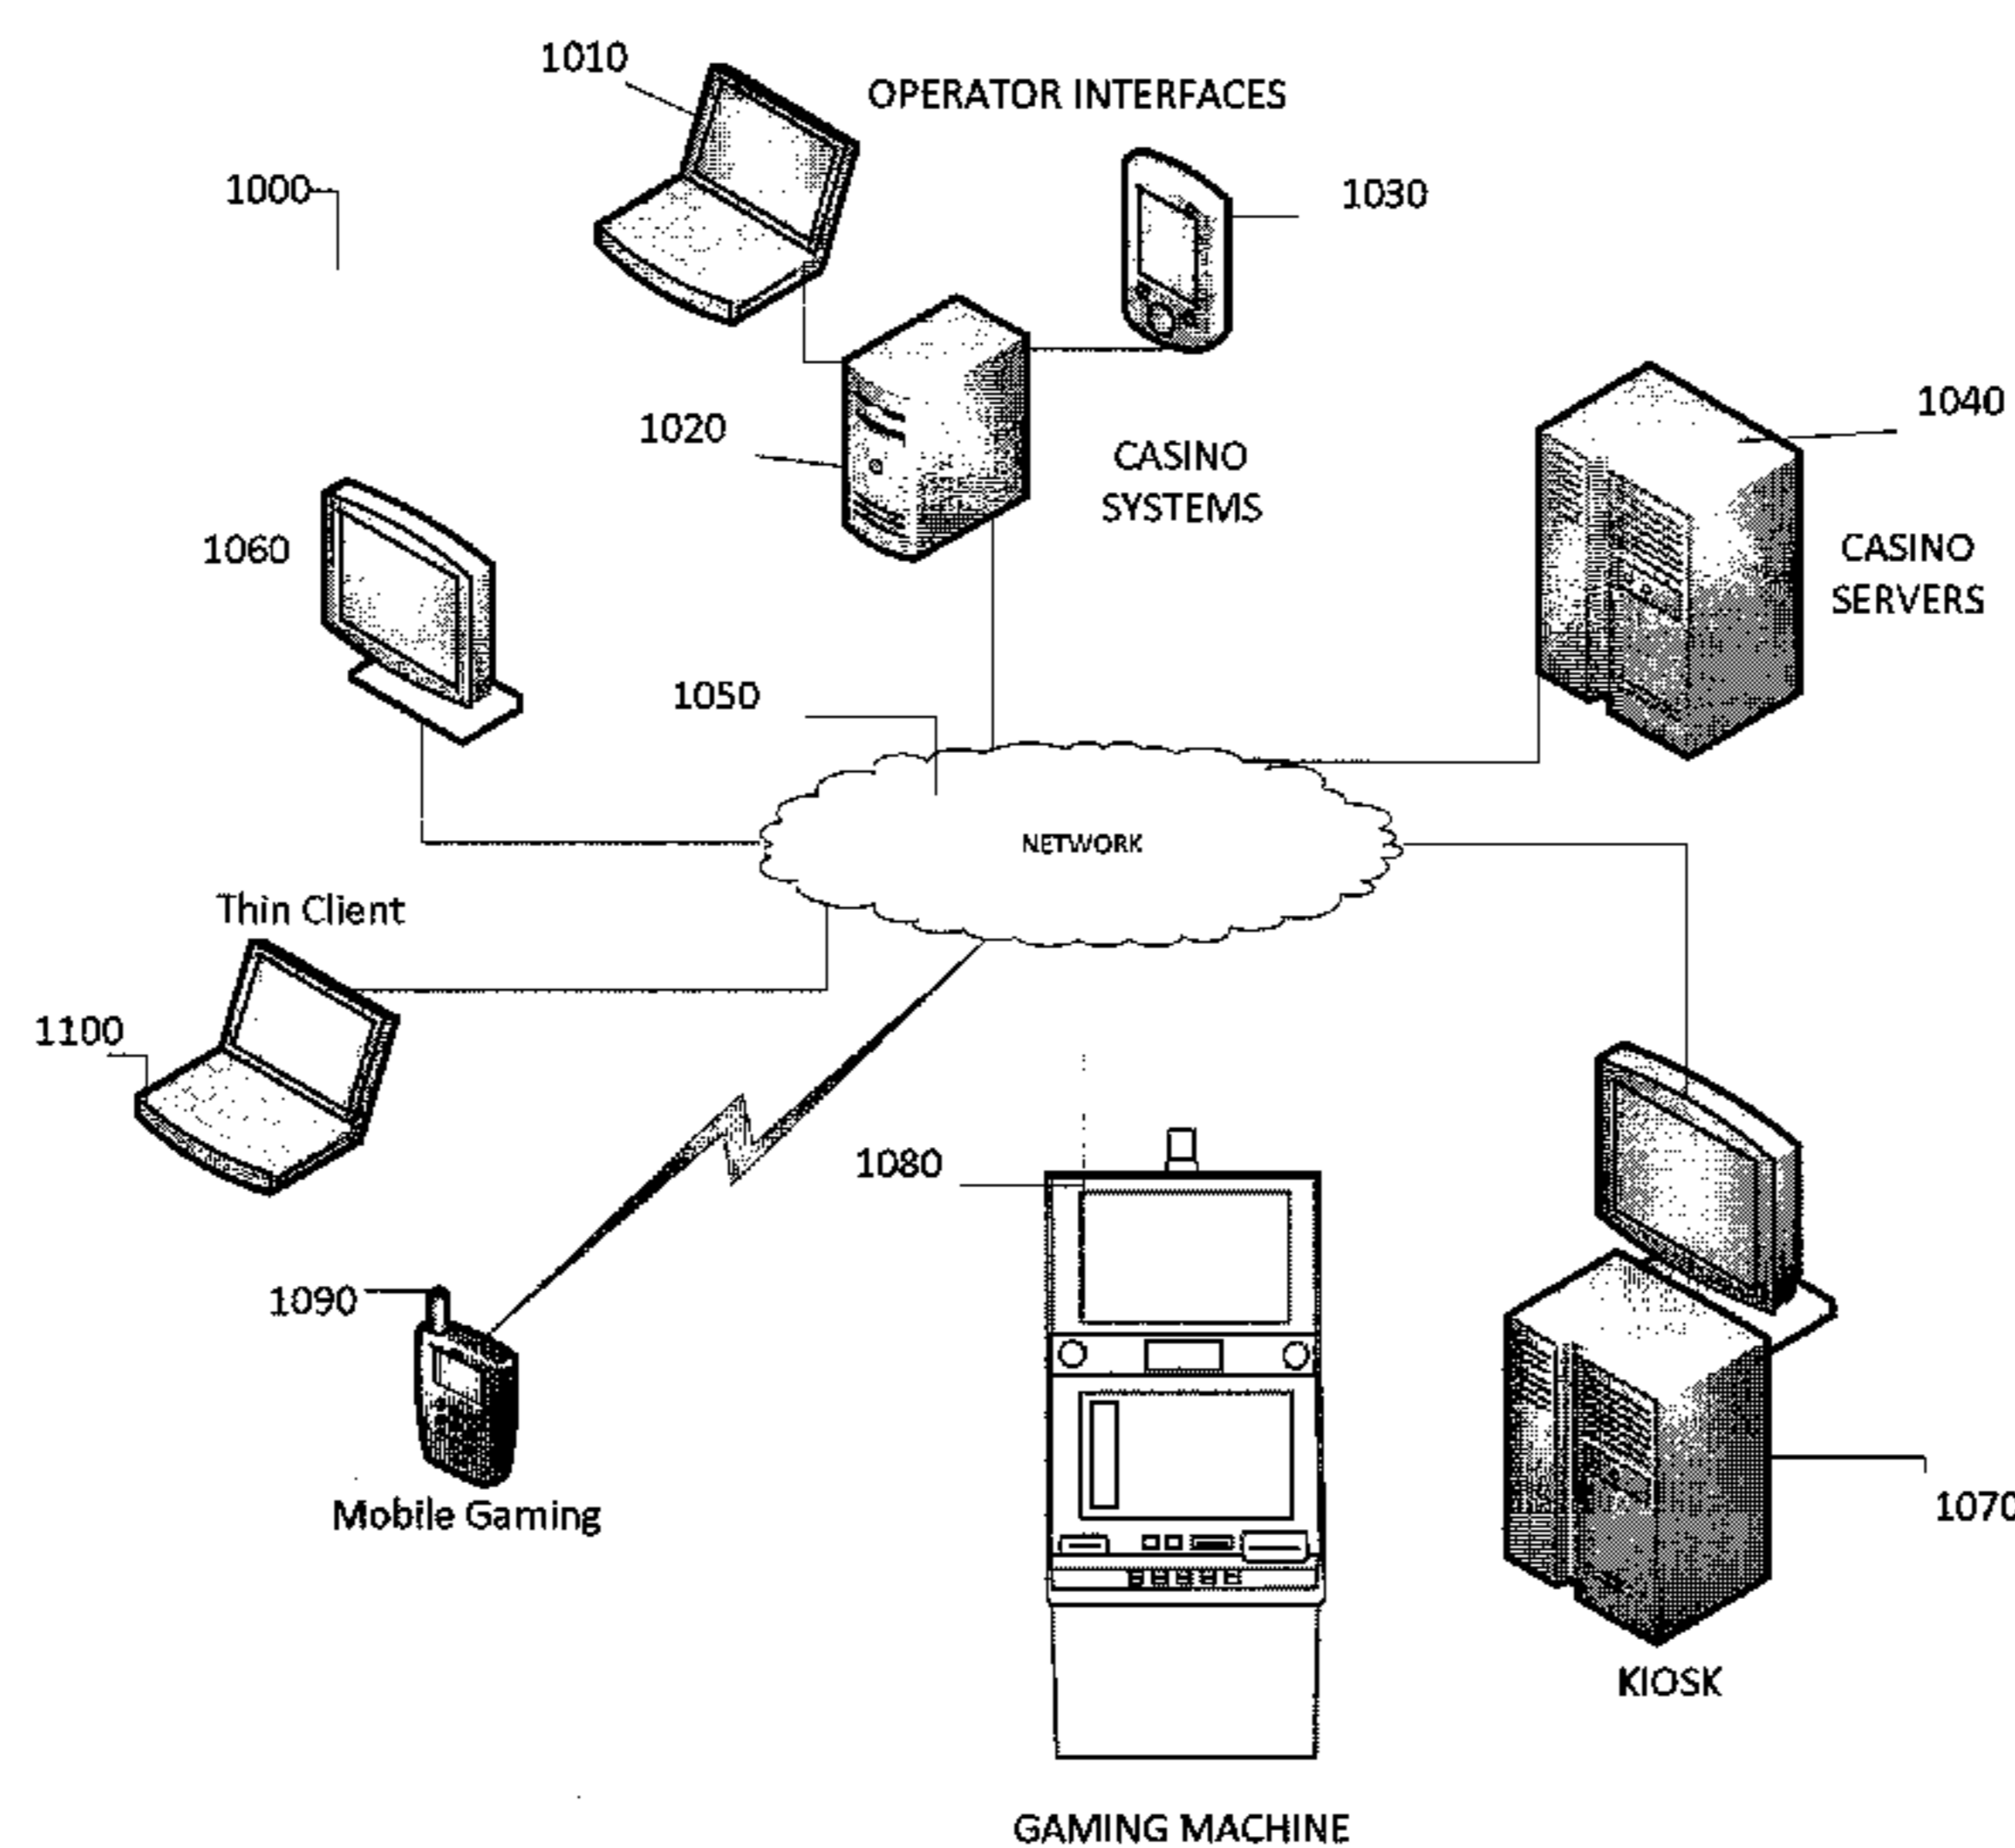 1010
OPERATOR INTERFACES
1000
1030
1020
CASINO
SYSTEMS
1040
CASINO
SERVERS
1060
1050
NETWORK
Thin Client
1100
1080
1090
Mobile Gaming
1070
KIOSK
GAMING MACHINE